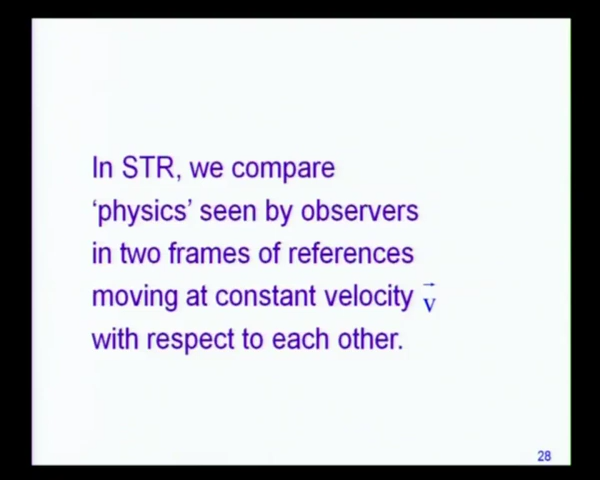 In STR, we compare
‘physics’ seen by observers
in two frames of references
moving at constant velocity v⃗
with respect to each other.
28